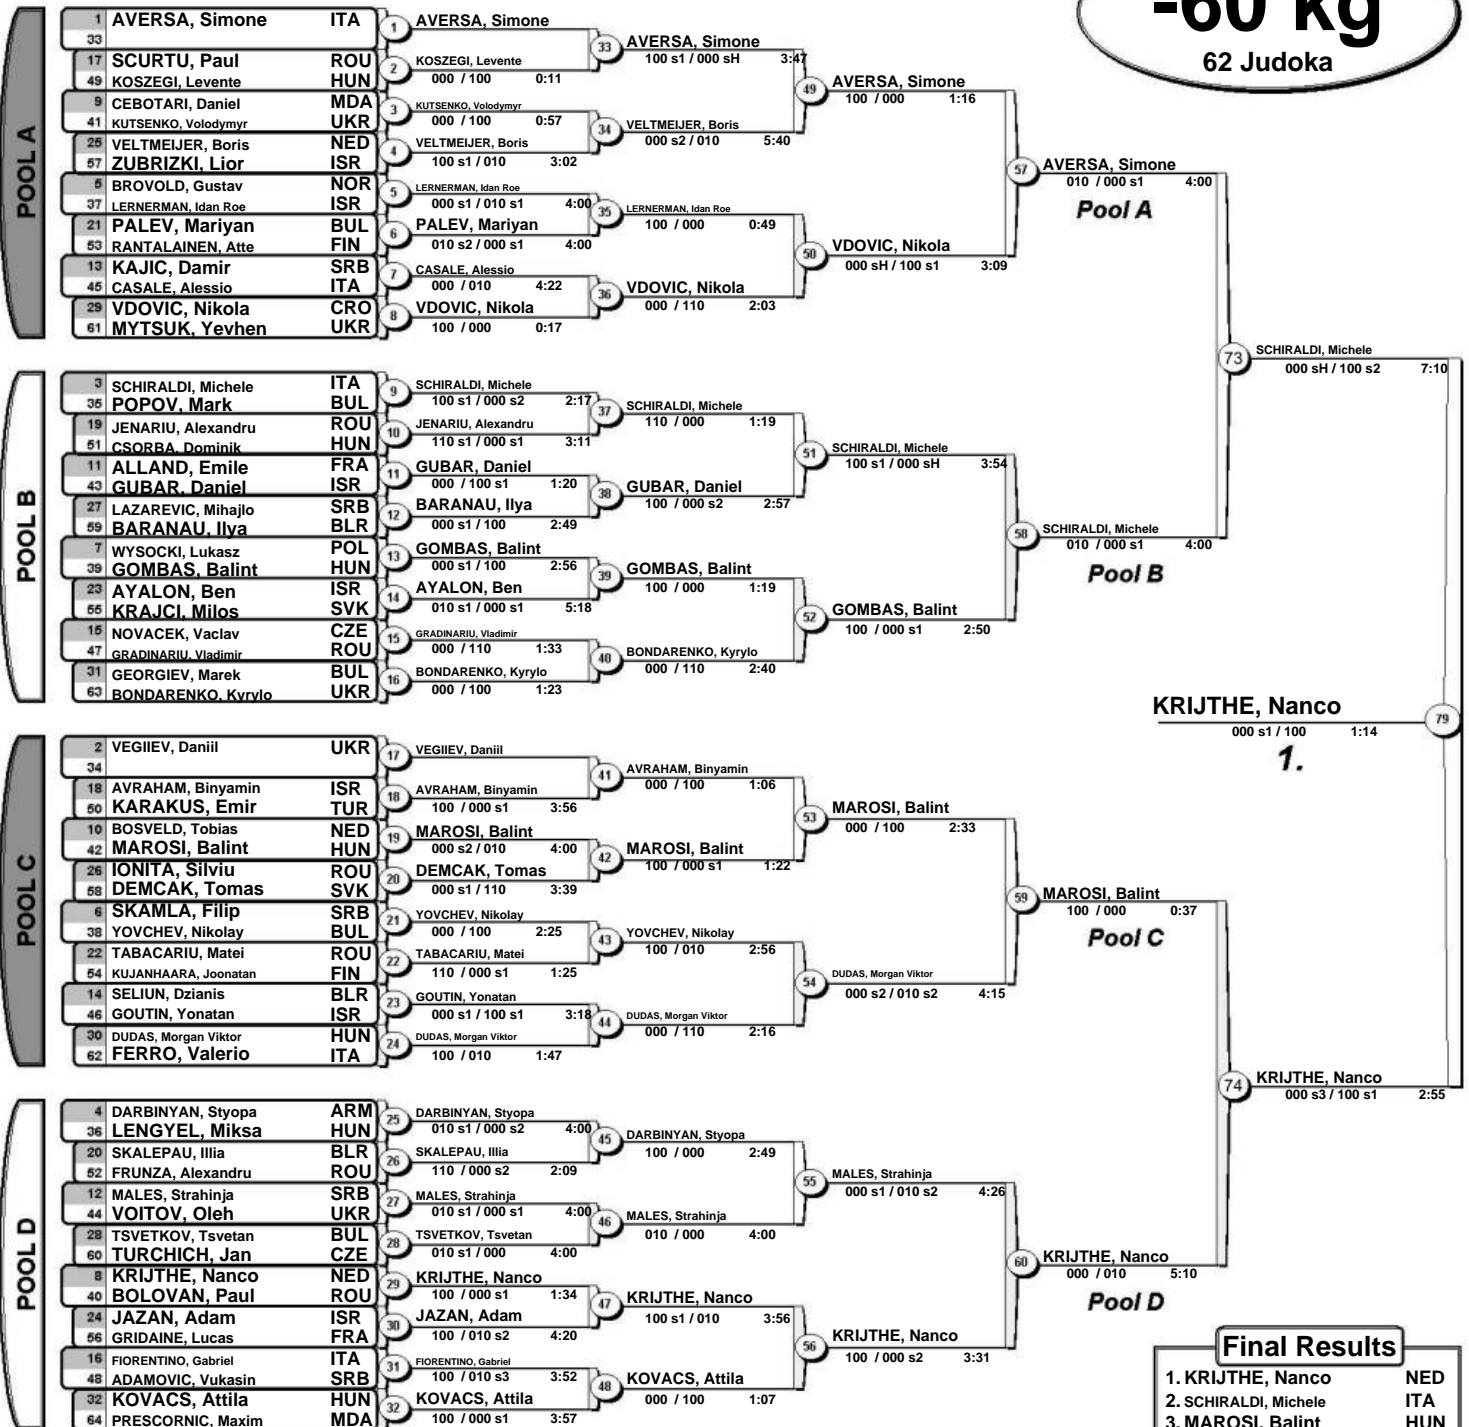 -60 kg
62 Judoka
POOL A
1 AVERSA, Simone ITA
33
17 SCURTU, Paul ROU
49 KOSZEGI, Levente HUN
9 CEBOTARI, Daniel MDA
41 KUTSENKO, Volodymyr UKR
25 VELTMEIJER, Boris NED
57 ZUBRIZKI, Lior ISR
5 BROVOLD, Gustav NOR
37 LERNERMAN, Idan Roe ISR
21 PALEV, Mariyan BUL
53 RANTALAINEN, Atte FIN
13 KAJIC, Damir SRB
45 CASALE, Alessio ITA
29 VDOVIC, Nikola CRO
61 MYTSUK, Yevhen UKR
1 AVERSA, Simone
2 KOSZEGI, Levente
000 / 100 0:11
3 KUTSENKO, Volodymyr
000 / 100 0:57
4 VELTMEIJER, Boris
100 s1 / 010 3:02
5 LERNERMAN, Idan Roe
000 s1 / 010 s1 4:00
6 PALEV, Mariyan
010 s2 / 000 s1 4:00
7 CASALE, Alessio
000 / 010 4:22
8 VDOVIC, Nikola
100 / 000 0:17
33 AVERSA, Simone
100 s1 / 000 sH 3:47
34 VELTMEIJER, Boris
000 s2 / 010 5:40
35 LERNERMAN, Idan Roe
100 / 000 0:49
36 VDOVIC, Nikola
000 / 110 2:03
49 AVERSA, Simone
100 / 000 1:16
50 VDOVIC, Nikola
000 sH / 100 s1 3:09
57 AVERSA, Simone
010 / 000 s1 4:00
Pool A
POOL B
3 SCHIRALDI, Michele ITA
35 POPOV, Mark BUL
19 JENARIU, Alexandru ROU
51 CSORBA, Dominik HUN
11 ALLAND, Emile FRA
43 GUBAR, Daniel ISR
27 LAZAREVIC, Mihajlo SRB
59 BARANAU, Ilya BLR
7 WYSOCKI, Lukasz POL
39 GOMBAS, Balint HUN
23 AYALON, Ben ISR
55 KRAJCI, Milos SVK
15 NOVACEK, Vaclav CZE
47 GRADINARIU, Vladimir ROU
31 GEORGIEV, Marek BUL
63 BONDARENKO, Kyrylo UKR
9 SCHIRALDI, Michele
100 s1 / 000 s2 2:17
10 JENARIU, Alexandru
110 s1 / 000 s1 3:11
11 GUBAR, Daniel
000 / 100 s1 1:20
12 BARANAU, Ilya
000 s1 / 100 2:49
13 GOMBAS, Balint
000 s1 / 100 2:56
14 AYALON, Ben
010 s1 / 000 s1 5:18
15 GRADINARIU, Vladimir
000 / 110 1:33
16 BONDARENKO, Kyrylo
000 / 100 1:23
37 SCHIRALDI, Michele
110 / 000 1:19
38 GUBAR, Daniel
100 / 000 s2 2:57
39 GOMBAS, Balint
100 / 000 1:19
40 BONDARENKO, Kyrylo
000 / 110 2:40
51 SCHIRALDI, Michele
100 s1 / 000 sH 3:54
52 GOMBAS, Balint
100 / 000 s1 2:50
58 SCHIRALDI, Michele
010 / 000 s1 4:00
Pool B
73 SCHIRALDI, Michele
000 sH / 100 s2 7:10
KRIJTHE, Nanco 79
000 s1 / 100 1:14
1.
POOL C
2 VEGIIEV, Daniil UKR
34
18 AVRAHAM, Binyamin ISR
50 KARAKUS, Emir TUR
10 BOSVELD, Tobias NED
42 MAROSI, Balint HUN
26 IONITA, Silviu ROU
58 DEMCAK, Tomas SVK
6 SKAMLA, Filip SRB
38 YOVCHEV, Nikolay BUL
22 TABACARIU, Matei ROU
54 KUJANHAARA, Joonatan FIN
14 SELIUN, Dzianis BLR
46 GOUTIN, Yonatan ISR
30 DUDAS, Morgan Viktor HUN
62 FERRO, Valerio ITA
17 VEGIIEV, Daniil
18 AVRAHAM, Binyamin
100 / 000 s1 3:56
19 MAROSI, Balint
000 s2 / 010 4:00
20 DEMCAK, Tomas
000 s1 / 110 3:39
21 YOVCHEV, Nikolay
000 / 100 2:25
22 TABACARIU, Matei
110 / 000 s1 1:25
23 GOUTIN, Yonatan
000 s1 / 100 s1 3:18
24 DUDAS, Morgan Viktor
100 / 010 1:47
41 AVRAHAM, Binyamin
000 / 100 1:06
42 MAROSI, Balint
100 / 000 s1 1:22
43 YOVCHEV, Nikolay
100 / 010 2:56
44 DUDAS, Morgan Viktor
000 / 110 2:16
53 MAROSI, Balint
000 / 100 2:33
54 DUDAS, Morgan Viktor
000 s2 / 010 s2 4:15
59 MAROSI, Balint
100 / 000 0:37
Pool C
POOL D
4 DARBINYAN, Styopa ARM
36 LENGYEL, Miksa HUN
20 SKALEPAU, Illia BLR
52 FRUNZA, Alexandru ROU
12 MALES, Strahinja SRB
44 VOITOV, Oleh UKR
28 TSVETKOV, Tsvetan BUL
60 TURCHICH, Jan CZE
8 KRIJTHE, Nanco NED
40 BOLOVAN, Paul ROU
24 JAZAN, Adam ISR
56 GRIDAINE, Lucas FRA
16 FIORENTINO, Gabriel ITA
48 ADAMOVIC, Vukasin SRB
32 KOVACS, Attila HUN
64 PRESCORNIC, Maxim MDA
25 DARBINYAN, Styopa
010 s1 / 000 s2 4:00
26 SKALEPAU, Illia
110 / 000 s2 2:09
27 MALES, Strahinja
010 s1 / 000 s1 4:00
28 TSVETKOV, Tsvetan
010 s1 / 000 4:00
29 KRIJTHE, Nanco
100 / 000 s1 1:34
30 JAZAN, Adam
100 / 010 s2 4:20
31 FIORENTINO, Gabriel
100 / 010 s3 3:52
32 KOVACS, Attila
100 / 000 s1 3:57
45 DARBINYAN, Styopa
100 / 000 2:49
46 MALES, Strahinja
010 / 000 4:00
47 KRIJTHE, Nanco
100 s1 / 010 3:56
48 KOVACS, Attila
000 / 100 1:07
55 MALES, Strahinja
000 s1 / 010 s2 4:26
56 KRIJTHE, Nanco
100 / 000 s2 3:31
60 KRIJTHE, Nanco
000 / 010 5:10
Pool D
74 KRIJTHE, Nanco
000 s3 / 100 s1 2:55
Final Results
1. KRIJTHE, Nanco NED
2. SCHIRALDI, Michele ITA
3. MAROSI, Balint HUN